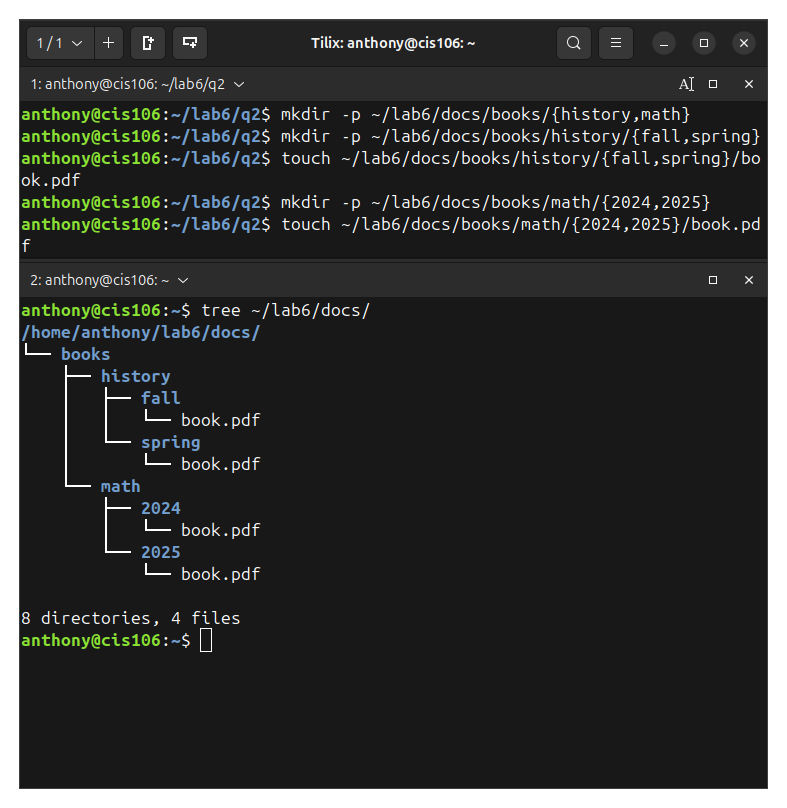 1 / 1
Tilix: anthony@cis106: ~
1: anthony@cis106: ~/lab6/q2
anthony@cis106:~/lab6/q2$ mkdir -p ~/lab6/docs/books/{history,math}
anthony@cis106:~/lab6/q2$ mkdir -p ~/lab6/docs/books/history/{fall,spring}
anthony@cis106:~/lab6/q2$ touch ~/lab6/docs/books/history/{fall,spring}/bo
ok.pdf
anthony@cis106:~/lab6/q2$ mkdir -p ~/lab6/docs/books/math/{2024,2025}
anthony@cis106:~/lab6/q2$ touch ~/lab6/docs/books/math/{2024,2025}/book.pd
f
2: anthony@cis106: ~
anthony@cis106:~$ tree ~/lab6/docs/
/home/anthony/lab6/docs/
└── books
    ├── history
    │   ├── fall
    │   │   └── book.pdf
    │   └── spring
    │       └── book.pdf
    └── math
        ├── 2024
        │   └── book.pdf
        └── 2025
            └── book.pdf
8 directories, 4 files
anthony@cis106:~$